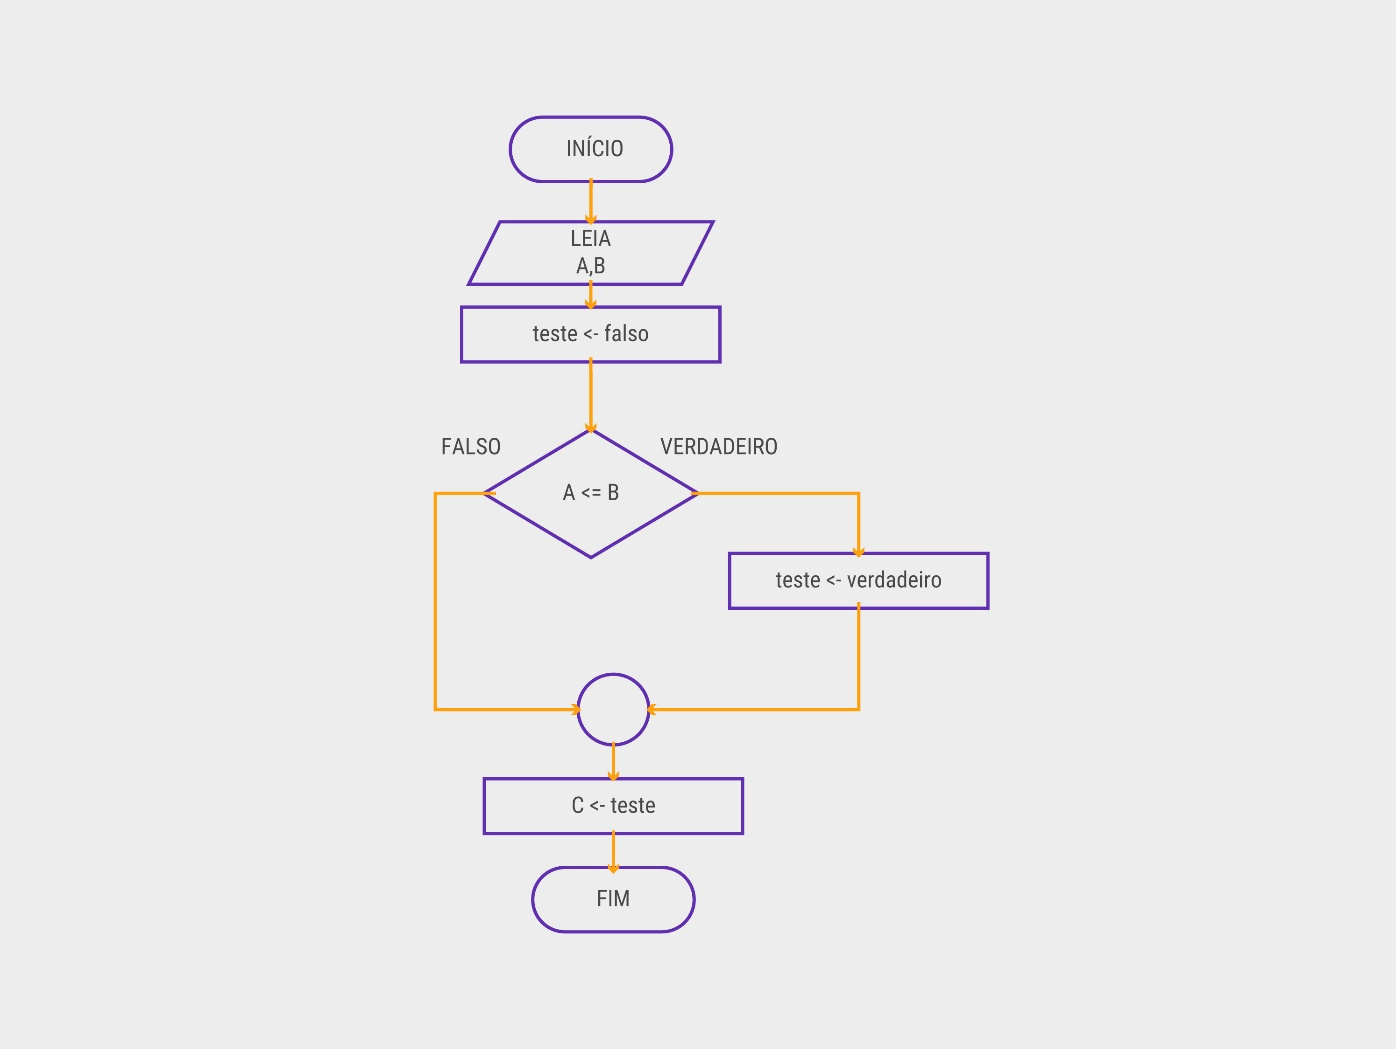 INÍCIO
LEIA
A,B
teste <- falso
FALSO
VERDADEIRO
A <= B
teste <- verdadeiro
C <- teste
FIM